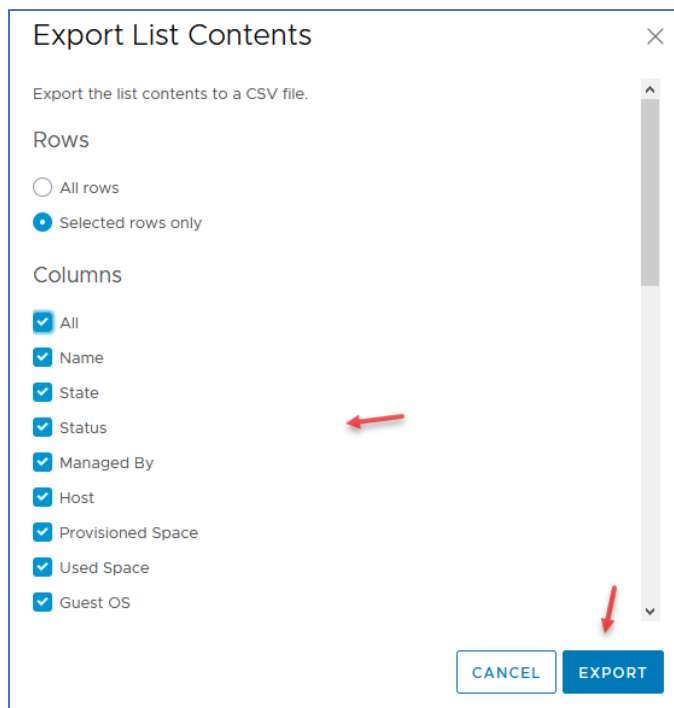 Export List Contents
Export the list contents to a CSV file.
Rows
All rows
Selected rows only
Columns
All
Name
State
Status
Managed By
Host
Provisioned Space
Used Space
Guest OS
CANCEL EXPORT